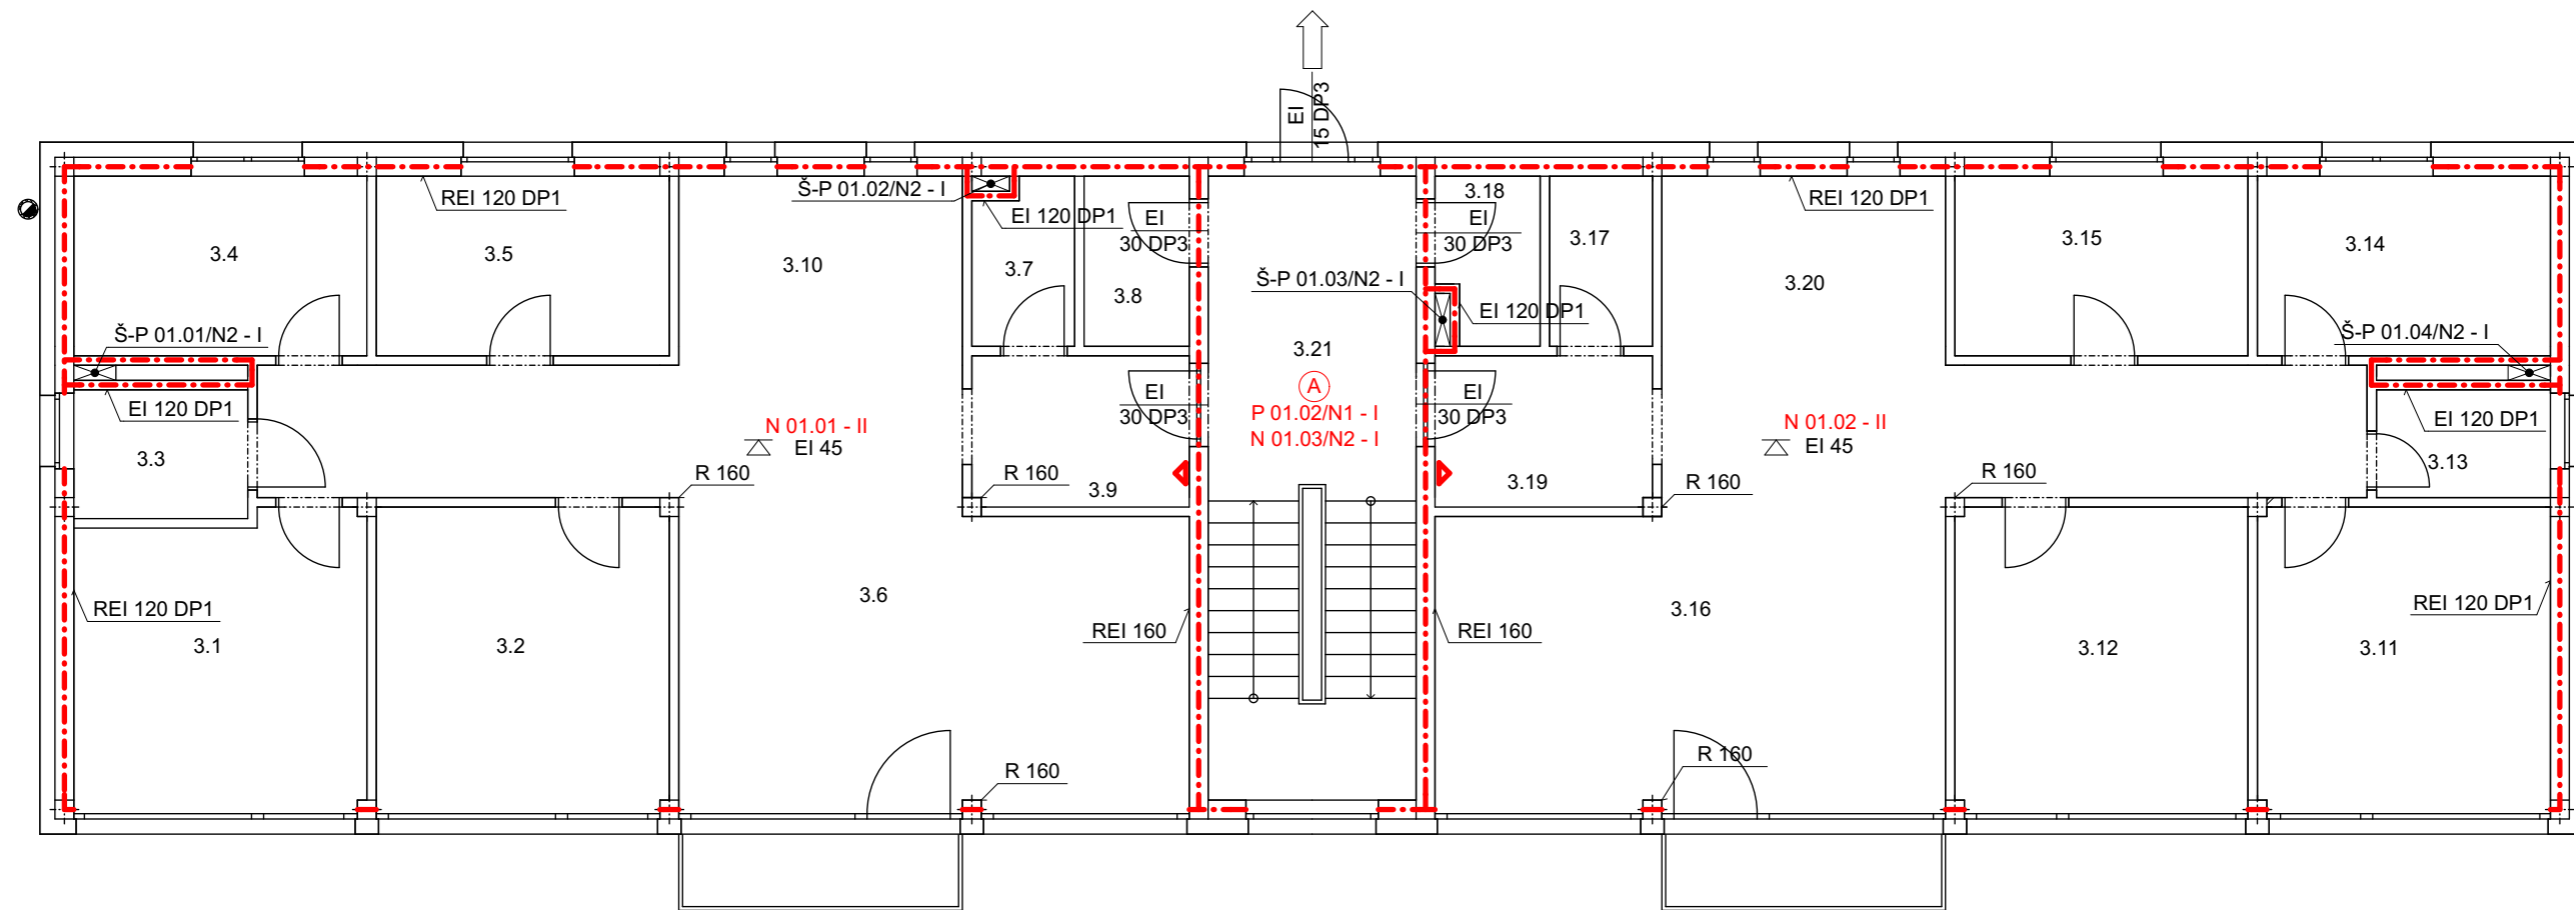 EI
15 DP3
Š-P 01.02/N2 - I
REI 120 DP1
EI 120 DP1
EI
30 DP3
3.18
EI
30 DP3
REI 120 DP1
3.4
3.5
3.10
3.7
3.8
3.17
3.20
3.15
3.14
Š-P 01.03/N2 - I
EI 120 DP1
Š-P 01.01/N2 - I
3.21
Š-P 01.04/N2 - I
A
EI 120 DP1
EI
30 DP3
P 01.02/N1 - I
N 01.03/N2 - I
EI
30 DP3
EI 120 DP1
N 01.01 - II
EI 45
N 01.02 - II
EI 45
3.3
R 160
R 160
3.9
3.19
R 160
R 160
3.13
REI 120 DP1
3.6
3.16
REI 120 DP1
REI 160
REI 160
3.1
3.2
3.12
3.11
R 160
R 160